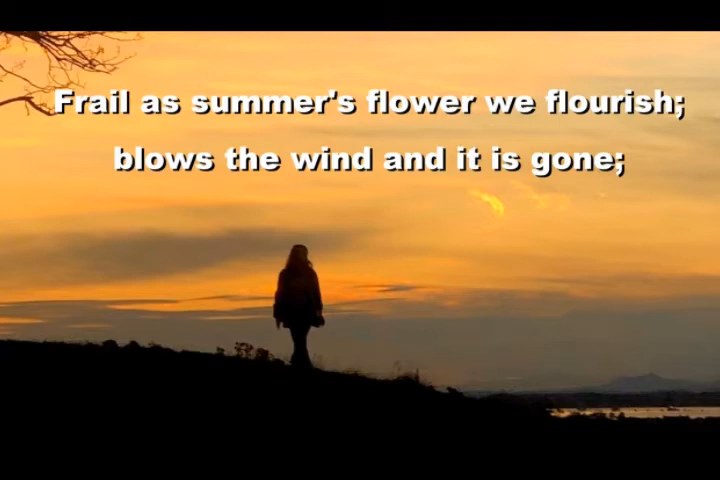 Frail as summer's flower we flourish;
blows the wind and it is gone;